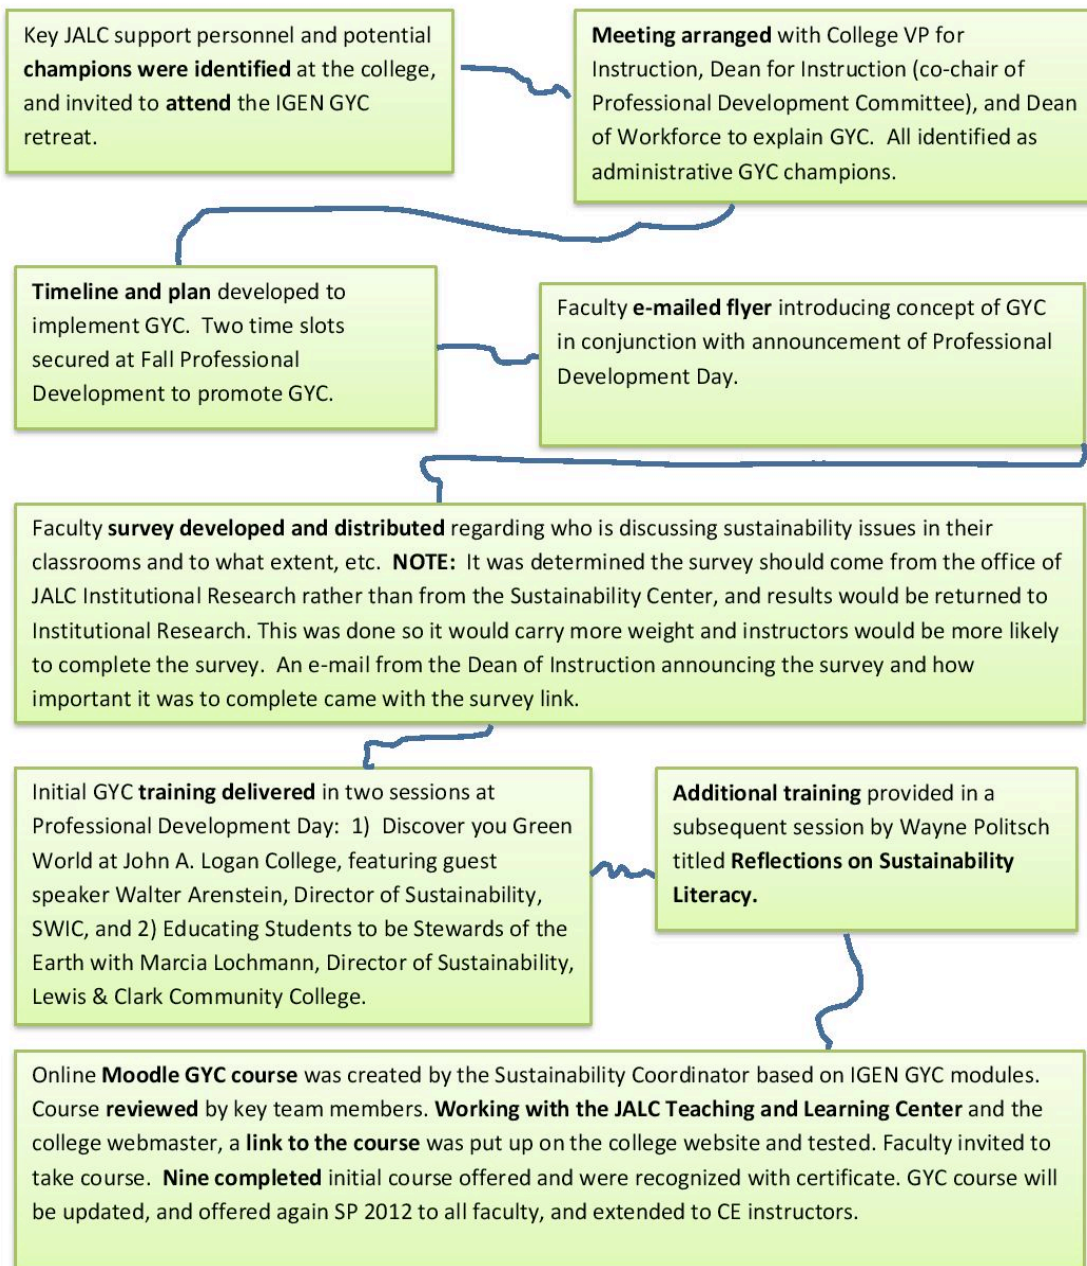 Key JALC support personnel and potential
champions were identified at the college,
and invited to attend the IGEN GYC
retreat.
Meeting arranged with College VP for
Instruction, Dean for Instruction (co-chair of
Professional Development Committee), and Dean
of Workforce to explain GYC.  All identified as
administrative GYC champions.
Timeline and plan developed to
implement GYC.  Two time slots
secured at Fall Professional
Development to promote GYC.
Faculty e-mailed flyer introducing concept of GYC
in conjunction with announcement of Professional
Development Day.
Faculty survey developed and distributed regarding who is discussing sustainability issues in their
classrooms and to what extent, etc.  NOTE:  It was determined the survey should come from the office of
JALC Institutional Research rather than from the Sustainability Center, and results would be returned to
Institutional Research. This was done so it would carry more weight and instructors would be more likely
to complete the survey.  An e-mail from the Dean of Instruction announcing the survey and how
important it was to complete came with the survey link.
Initial GYC training delivered in two sessions at
Professional Development Day:  1)  Discover you Green
World at John A. Logan College, featuring guest
speaker Walter Arenstein, Director of Sustainability,
SWIC, and 2) Educating Students to be Stewards of the
Earth with Marcia Lochmann, Director of Sustainability,
Lewis & Clark Community College.
Additional training provided in a
subsequent session by Wayne Politsch
titled Reflections on Sustainability
Literacy.
Online Moodle GYC course was created by the Sustainability Coordinator based on IGEN GYC modules.
Course reviewed by key team members. Working with the JALC Teaching and Learning Center and the
college webmaster, a link to the course was put up on the college website and tested. Faculty invited to
take course.  Nine completed initial course offered and were recognized with certificate. GYC course will
be updated, and offered again SP 2012 to all faculty, and extended to CE instructors.